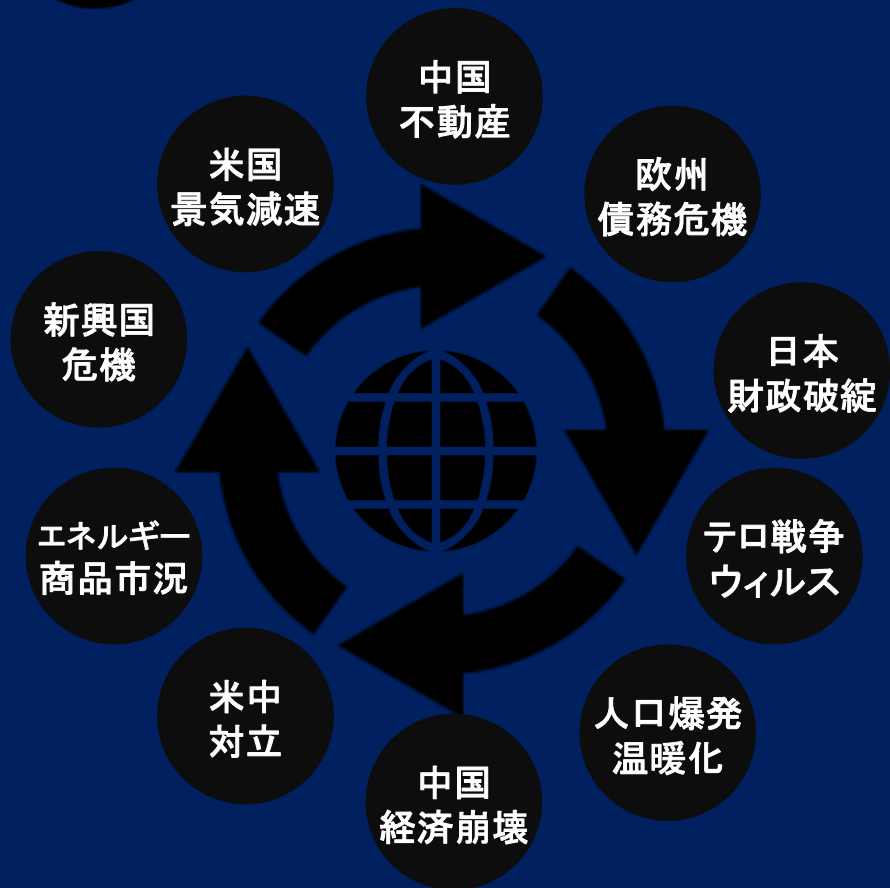 中国
不動産
欧州
債務危機
日本
財政破綻
テロ戦争
ウィルス
人口爆発
温暖化
中国
経済崩壊
米中
対立
エネルギー
商品市況
新興国
危機
米国
景気減速